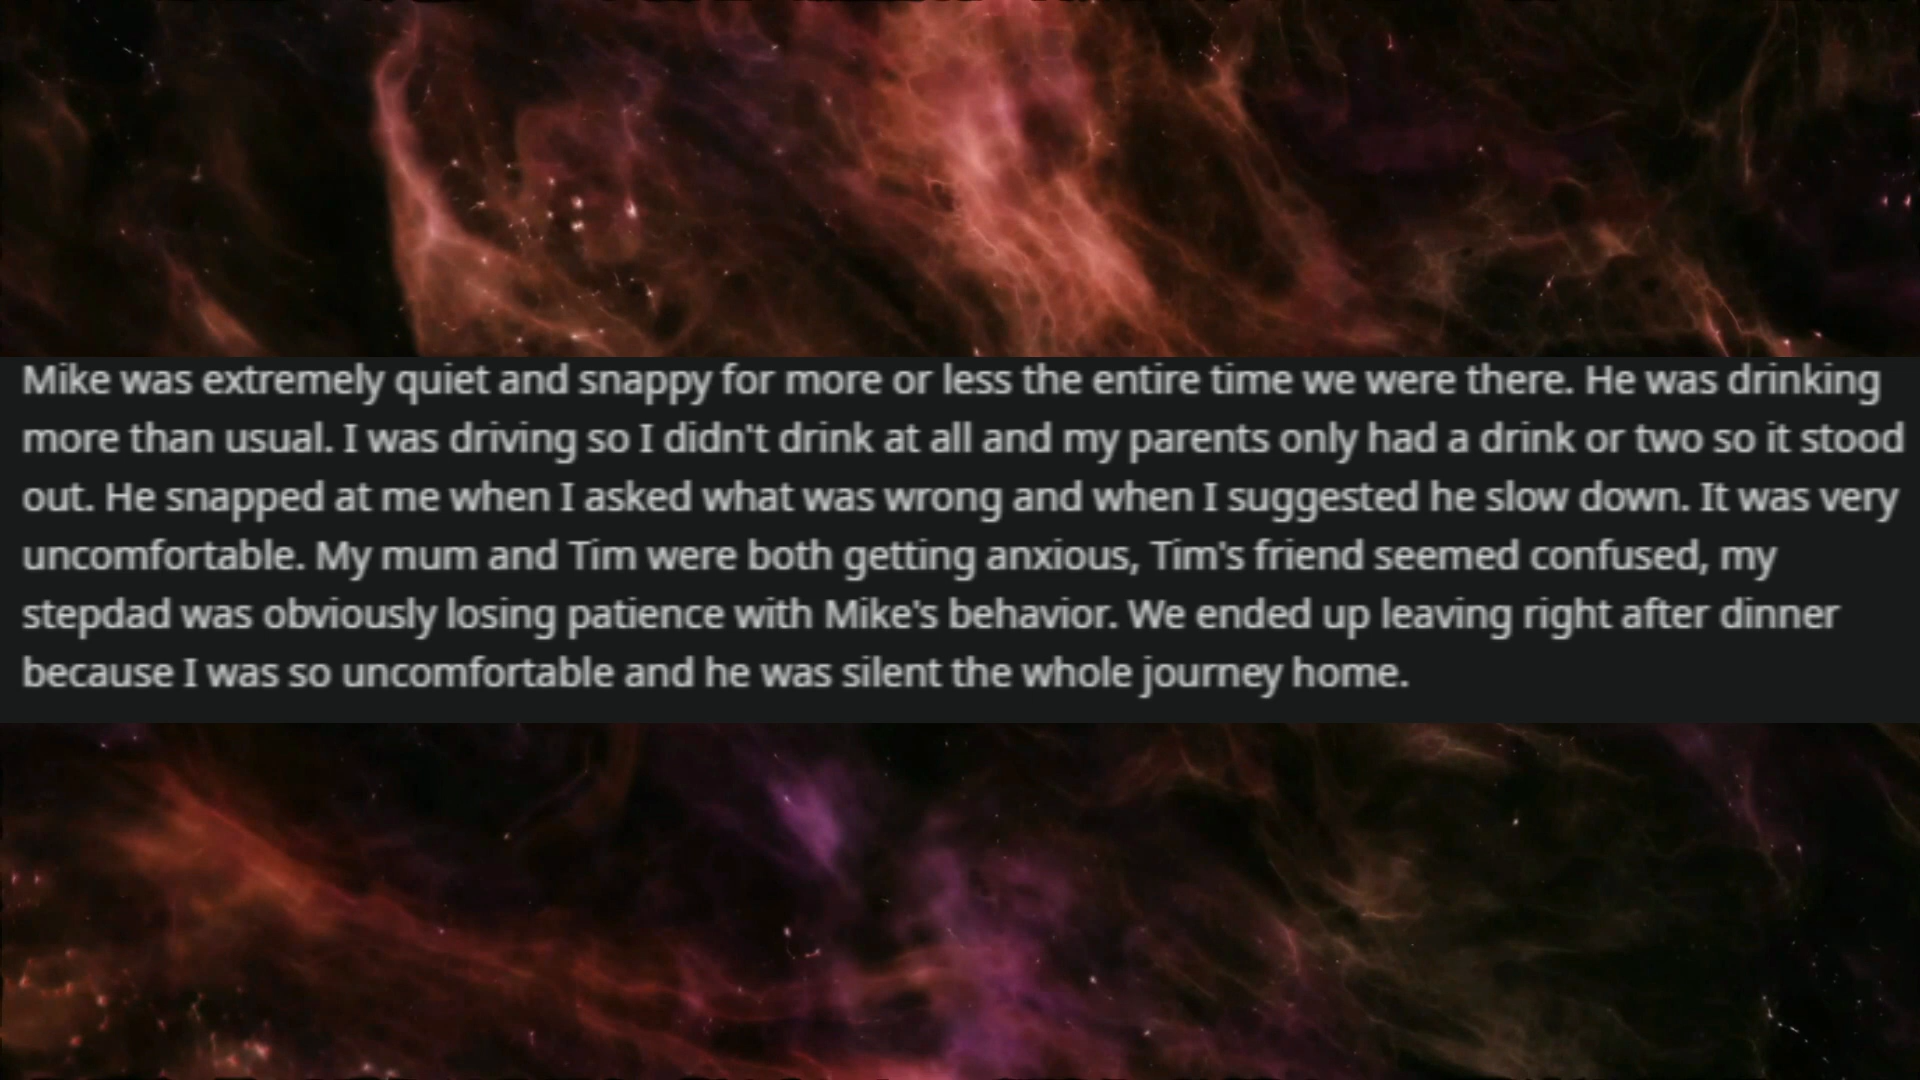 Mike was extremely quiet and snappy for more or less the entire time we were there. He was drinking
more than usual. I was driving so I didn't drink at all and my parents only had a drink or two so it stood
out. He snapped at me when I asked what was wrong and when I suggested he slow down. It was very
uncomfortable. My mum and Tim were both getting anxious, Tim's friend seemed confused, my
stepdad was obviously losing patience with Mike's behavior. We ended up leaving right after dinner
because I was so uncomfortable and he was silent the whole journey home.